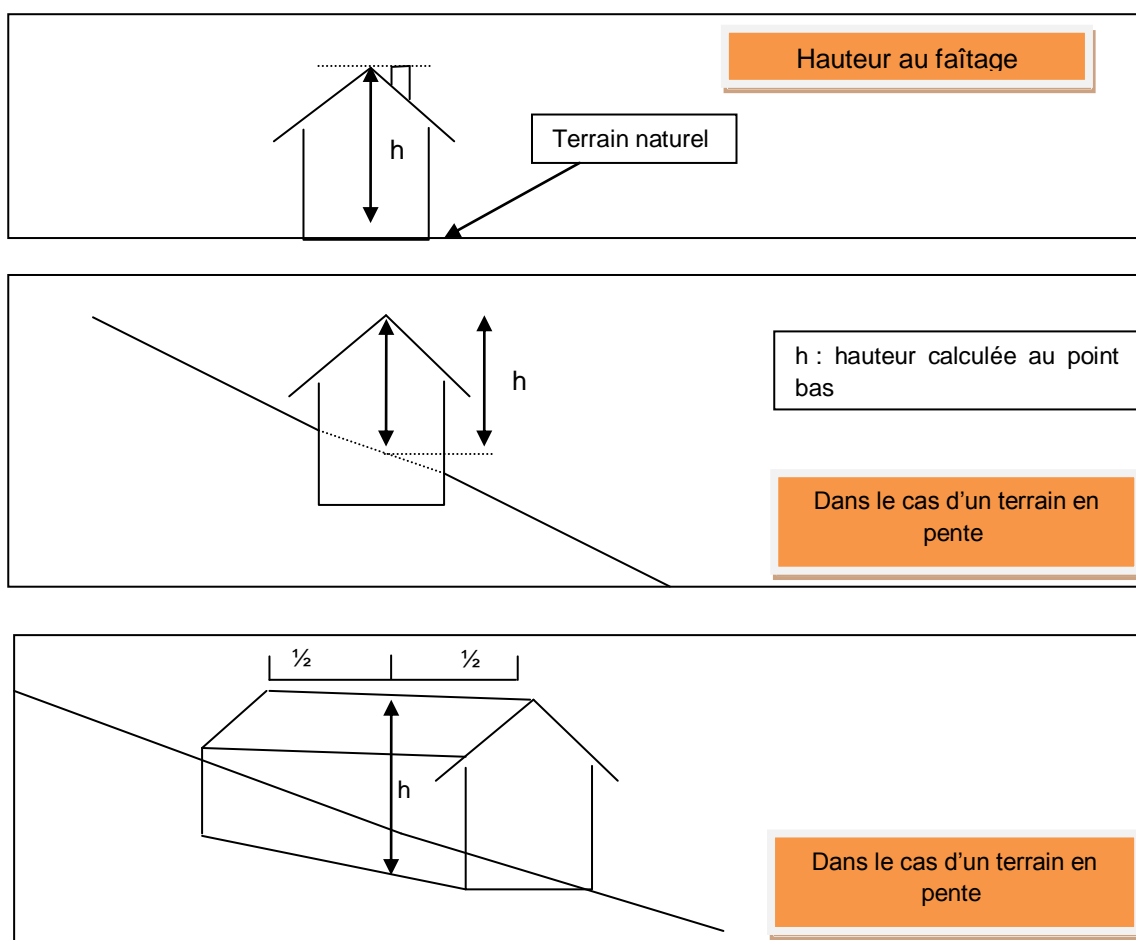 Hauteur au faîtage
Terrain naturel
h
h
h : hauteur calculée au point
bas
Dans le cas d'un terrain en
pente
½ ½
h
Dans le cas d'un terrain en
pente